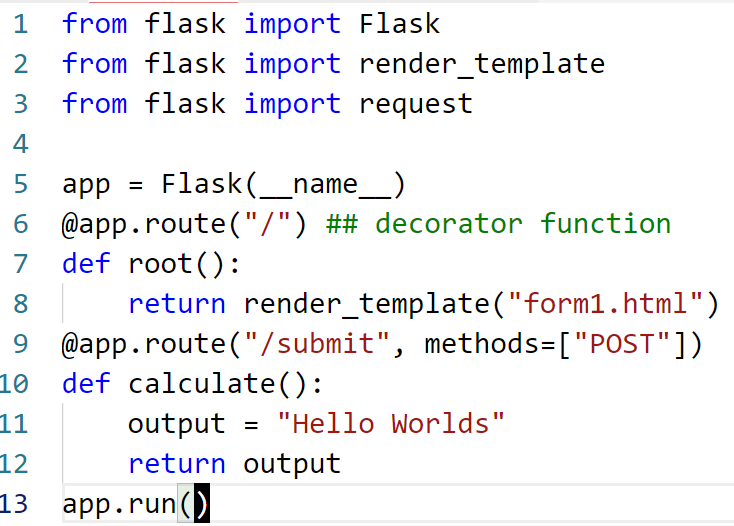 1 from flask import Flask
2 from flask import render_template
3 from flask import request
4
5 app = Flask(__name__)
6 @app.route("/") ## decorator function
7 def root():
8     return render_template("form1.html")
9 @app.route("/submit", methods=["POST"])
10 def calculate():
11     output = "Hello Worlds"
12     return output
13 app.run()